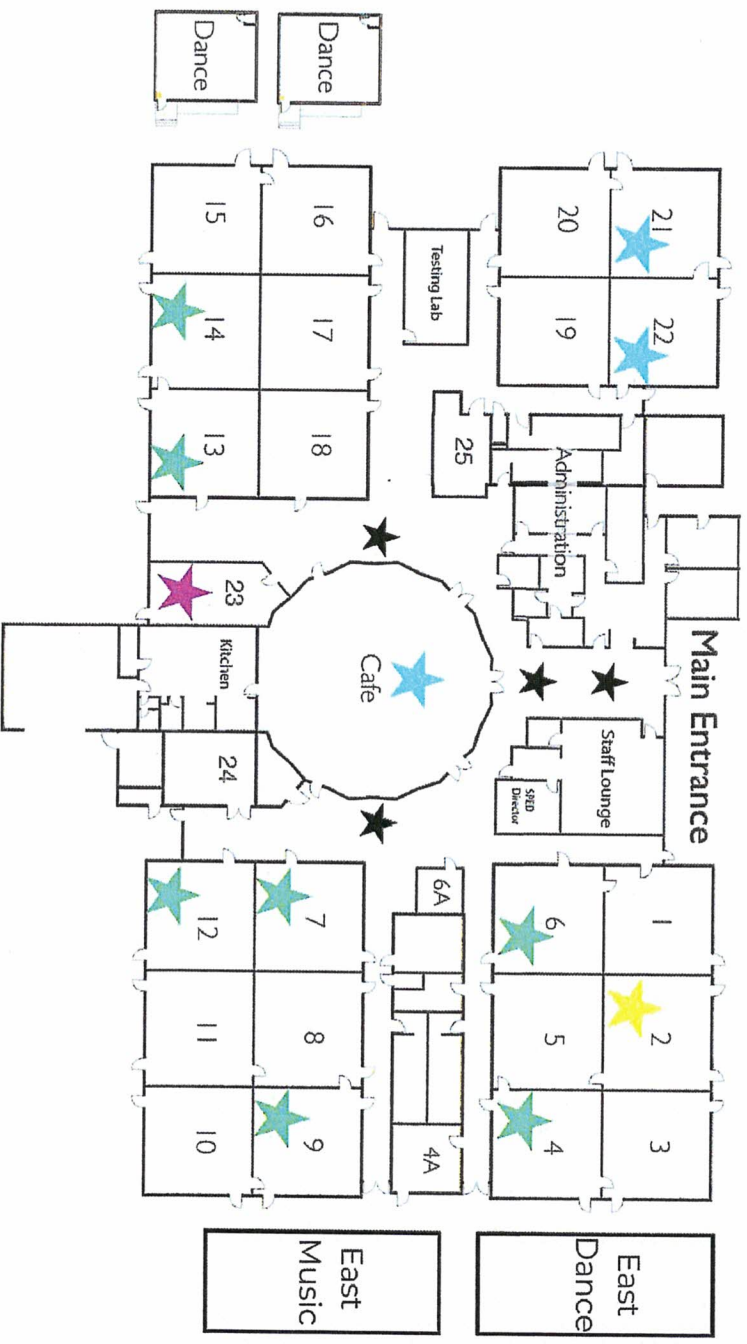 Main Entrance
21
22
1
2
3
East
Dance
Staff Lounge
SPED
Director
Administration
20
19
6
5
4
25
Testing Lab
6A
4A
Cafe
East
Music
Dance
16
17
18
7
8
9
23
Kitchen
24
Dance
15
14
13
12
11
10